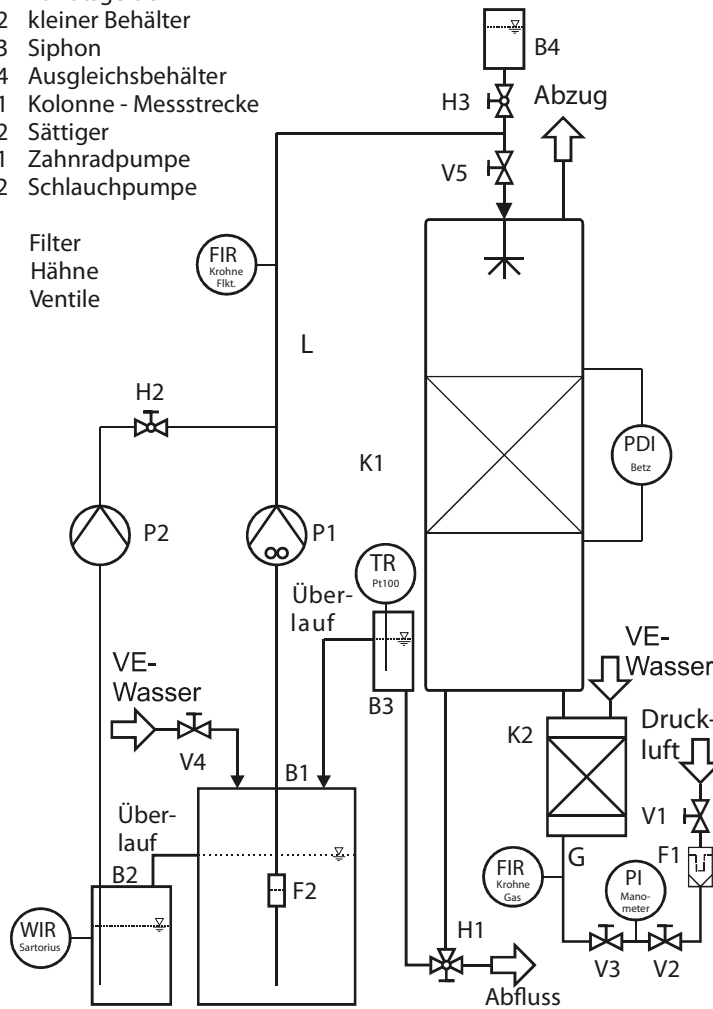 2 kleiner Behälter
3 Siphon
4 Ausgleichsbehälter
1 Kolonne - Messstrecke
2 Sättiger
1 Zahnradpumpe
2 Schlauchpumpe
Filter
Hähne
Ventile
B4
H3
Abzug
V5
FIR
Krohne
Flkt.
L
H2
K1
PDI
Betz
P2
P1
TR
Pt100
Über-
lauf
B3
VE-
Wasser
V4
B1
VE-
Wasser
K2
Druck-
luft
V1
F1
Über-
lauf
B2
F2
WIR
Sartorius
FIR
Krohne
Gas
G
PI
Mano-
meter
H1
V3
V2
Abfluss